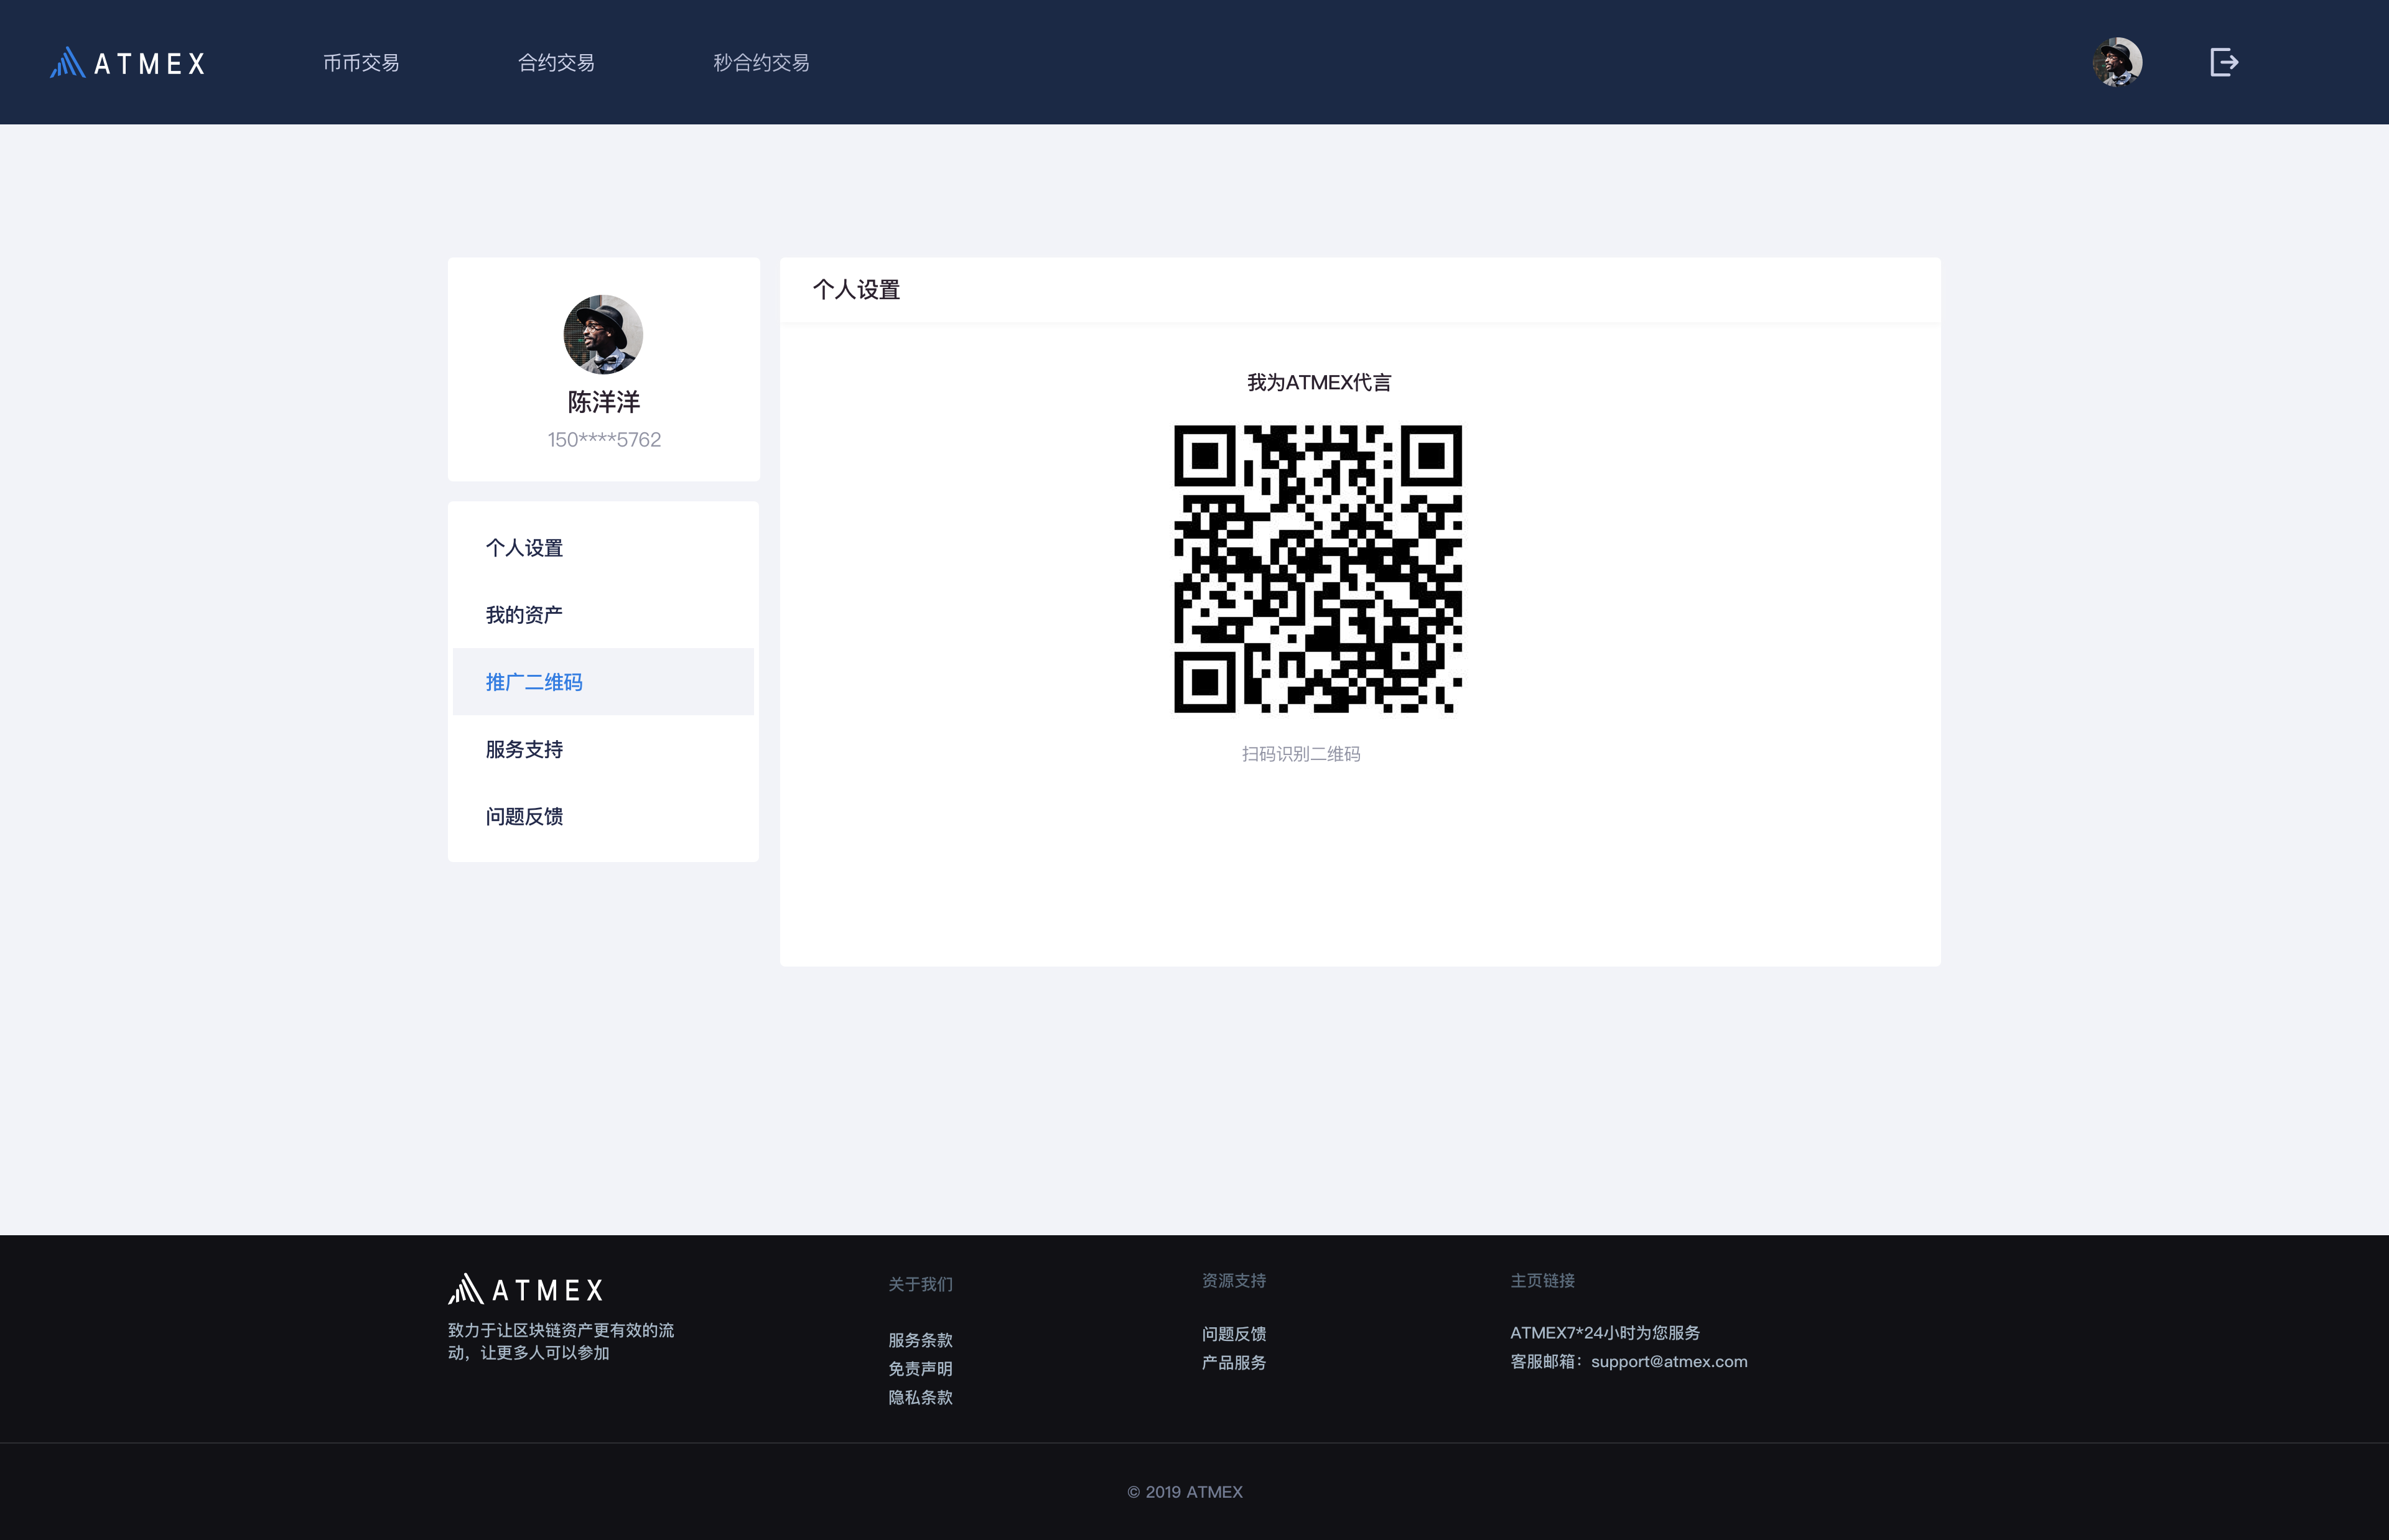 ATMEX
币币交易
合约交易
秒合约交易
陈洋洋
150****5762
个人设置
我的资产
推广二维码
服务支持
问题反馈
个人设置
我为ATMEX代言
扫码识别二维码
ATMEX
致力于让区块链资产更有效的流
动，让更多人可以参加
关于我们
服务条款
免责声明
隐私条款
资源支持
问题反馈
产品服务
主页链接
ATMEX7*24小时为您服务
客服邮箱：support@atmex.com
© 2019 ATMEX